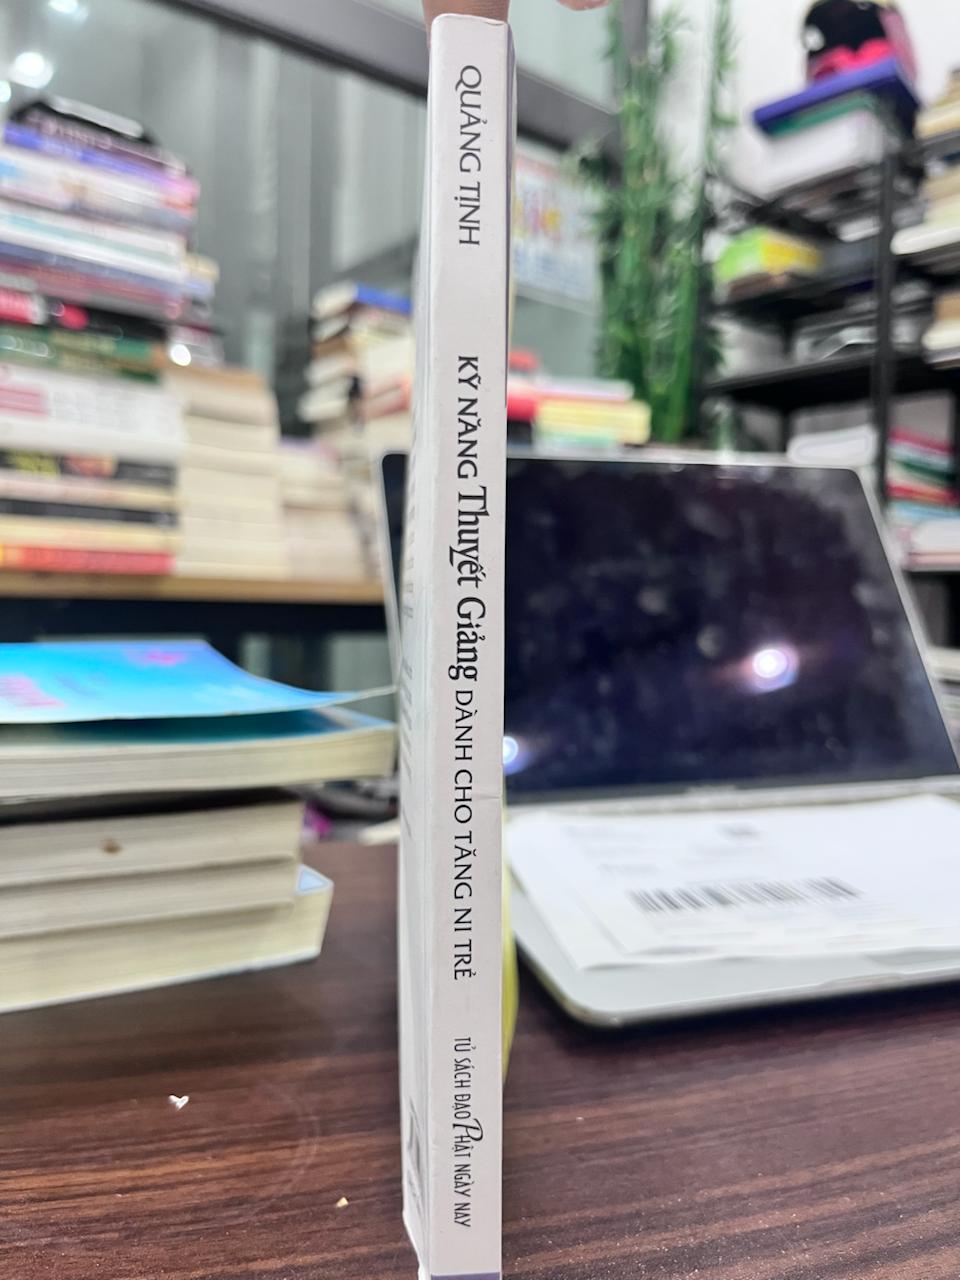 QUẢNG TỊNH
KỸ NĂNG Thuyết Giảng DÀNH CHO TĂNG NI TRẺ
TỦ SÁCH ĐẠO PHẬT NGÀY NAY